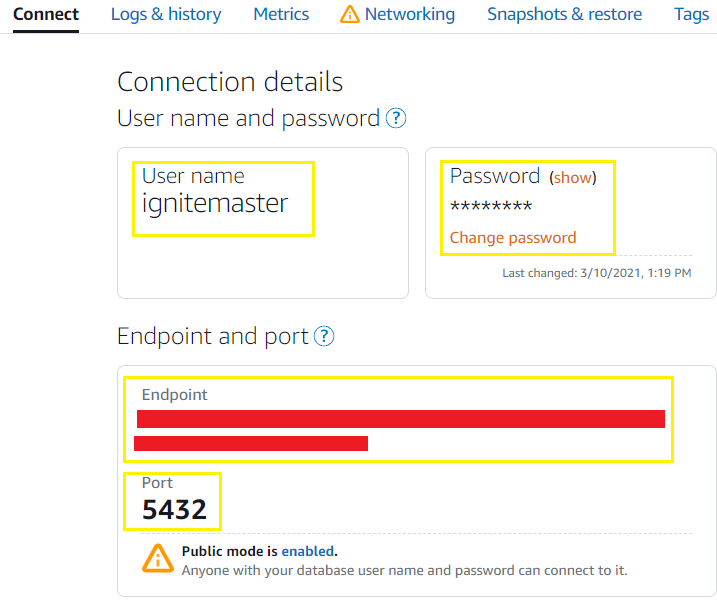 Connect Logs & history Metrics Networking Snapshots & restore Tags
Connection details
User name and password ?
User name
ignitemaster
Password (show)
********
Change password
Last changed: 3/10/2021, 1:19 PM
Endpoint and port ?
Endpoint
Port
5432
Public mode is enabled.
Anyone with your database user name and password can connect to it.